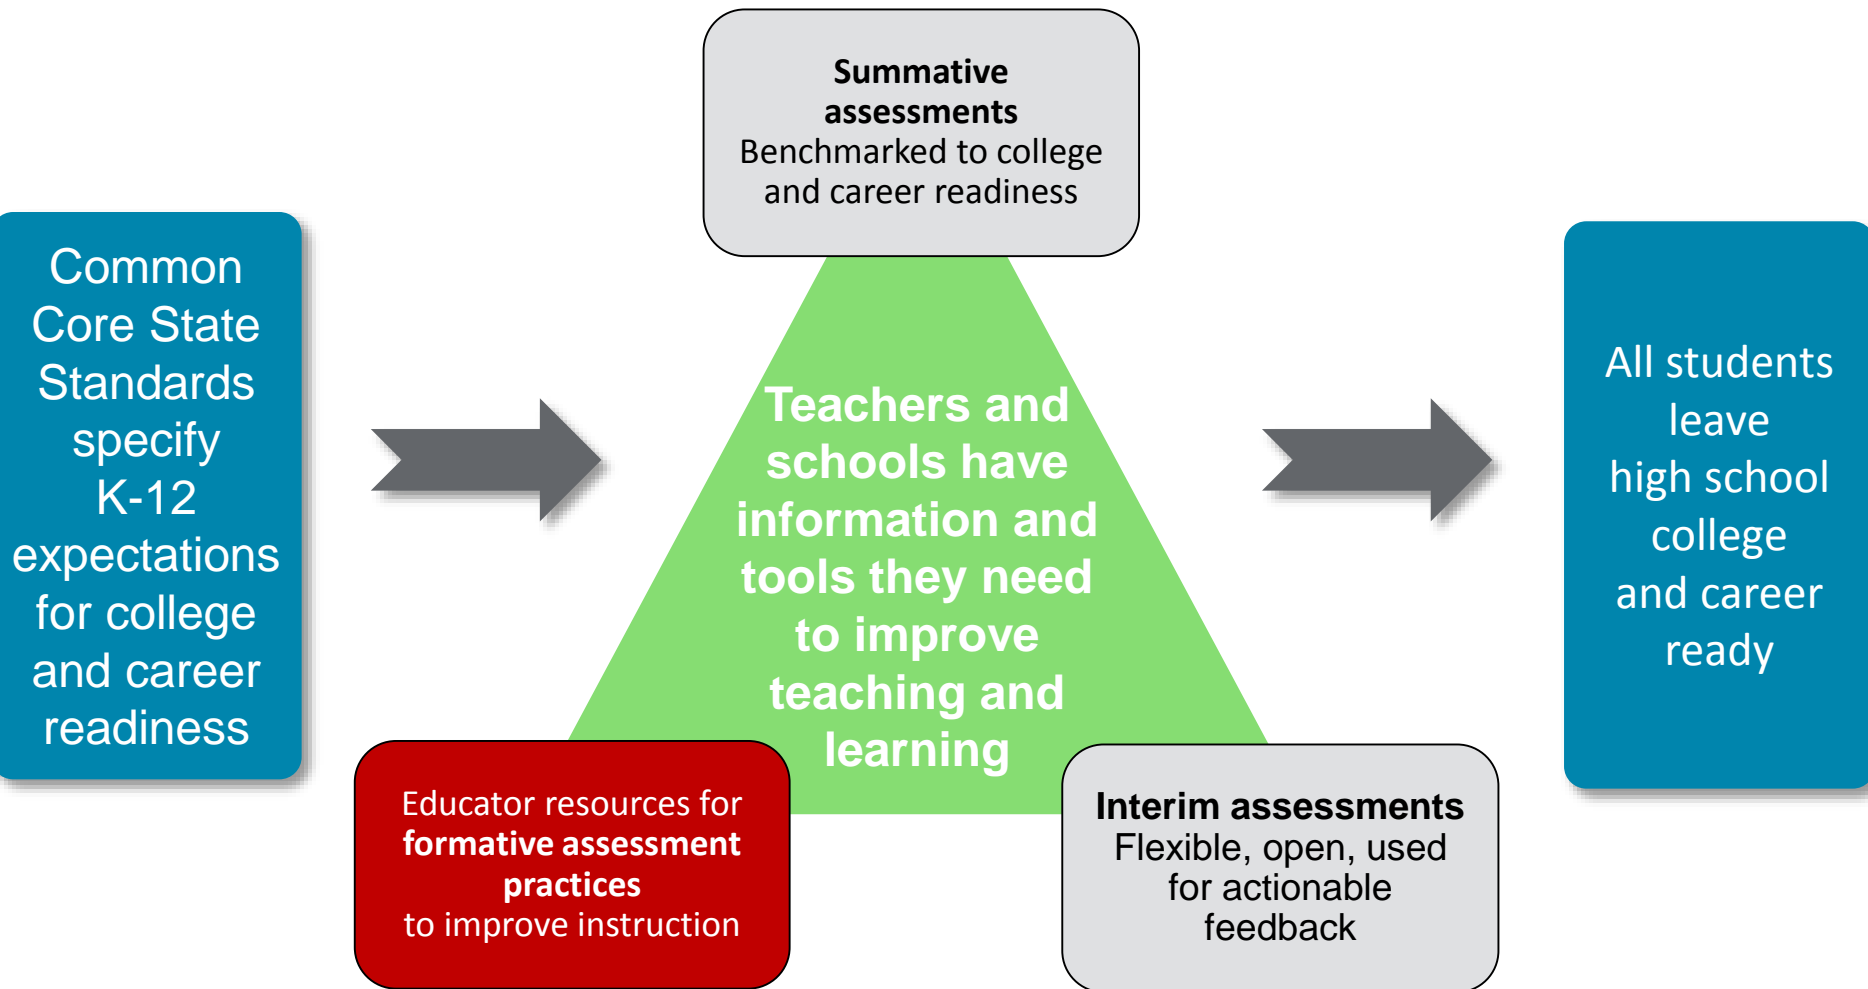 Common
Core State
Standards
specify
K-12
expectations
for college
and career
readiness
Summative
assessments
Benchmarked to college
and career readiness
Teachers and
schools have
information and
tools they need
to improve
teaching and
learning
Educator resources for
formative assessment
practices
to improve instruction
Interim assessments
Flexible, open, used
for actionable
feedback
All students
leave
high school
college
and career
ready